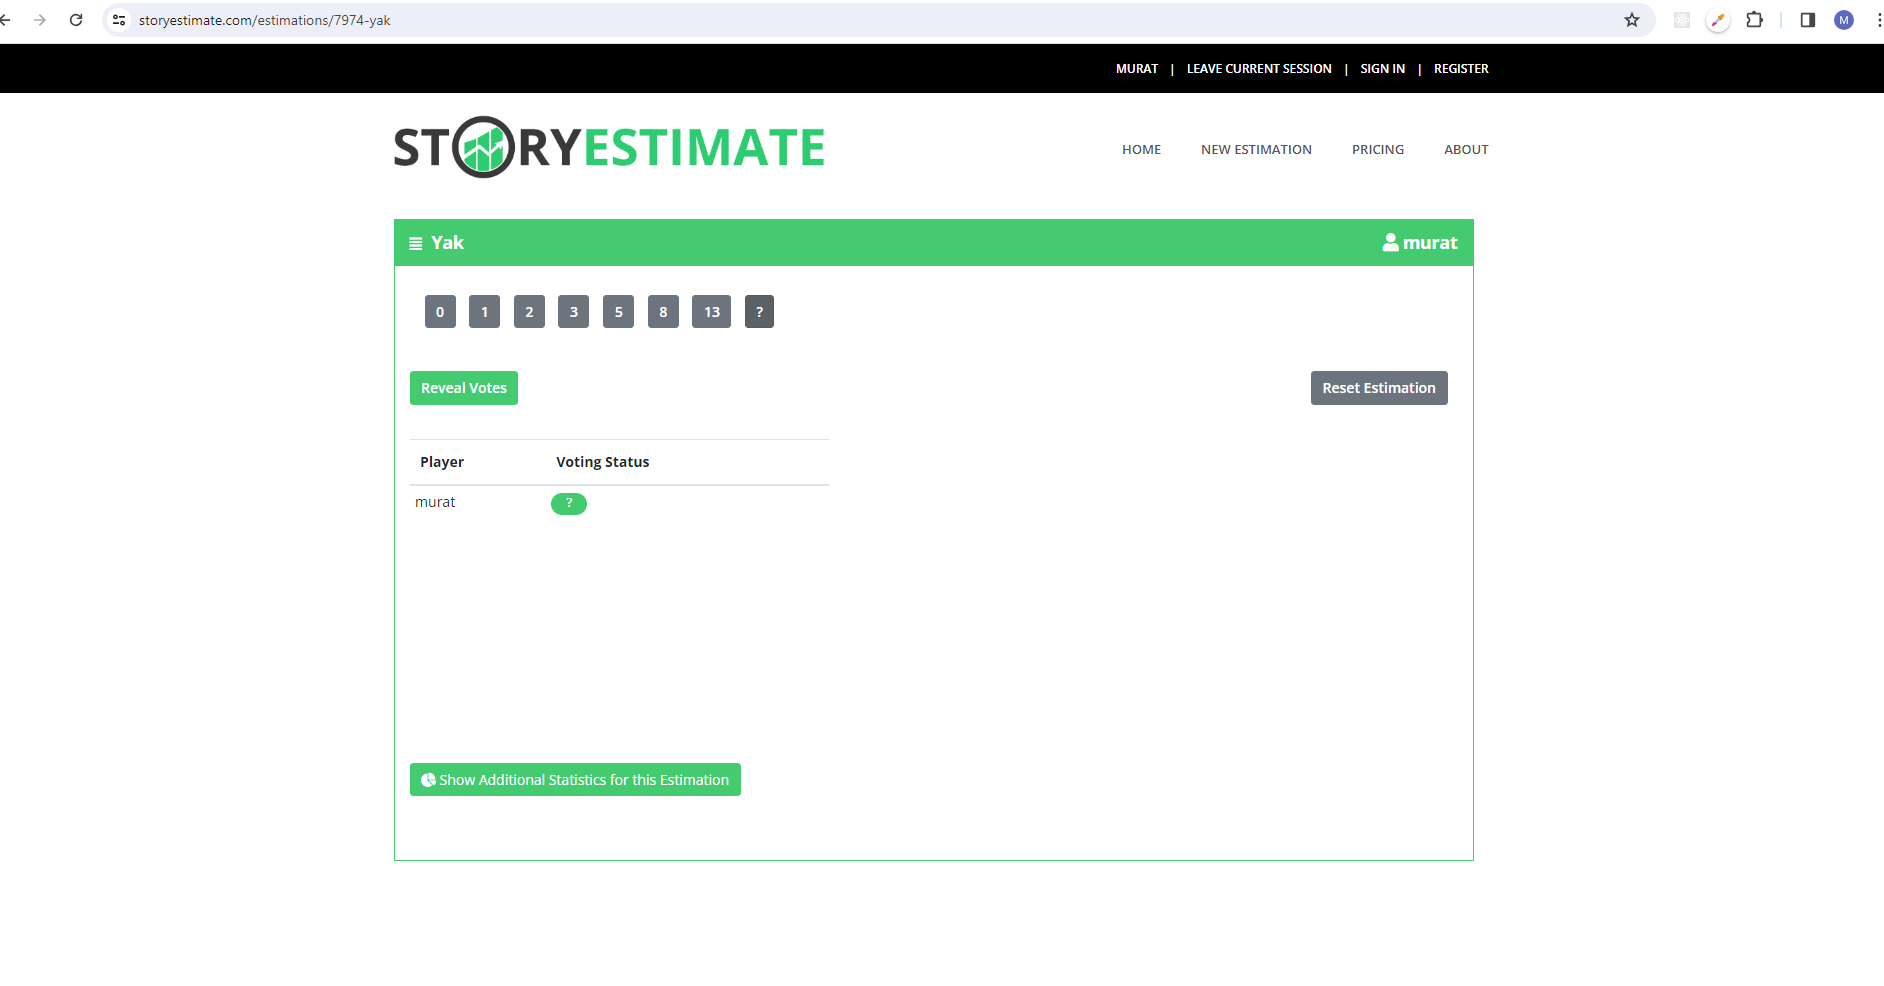 storyestimate.com/estimations/7974-yak
M
MURAT | LEAVE CURRENT SESSION | SIGN IN | REGISTER
STORYESTIMATE
HOME NEW ESTIMATION PRICING ABOUT
Yak murat
0 1 2 3 5 8 13 ?
Reveal Votes Reset Estimation
Player Voting Status
murat ?
Show Additional Statistics for this Estimation